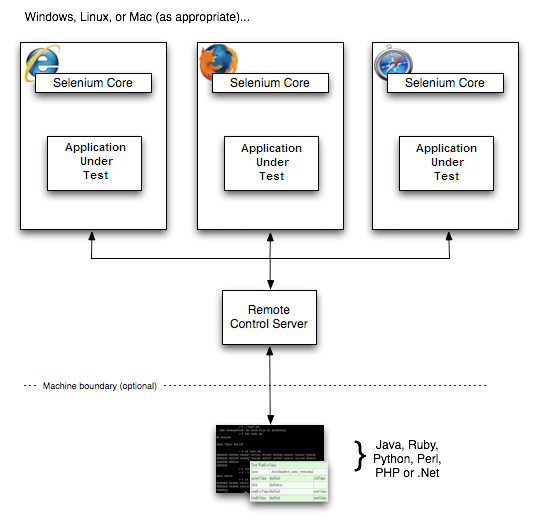 Windows, Linux, or Mac (as appropriate)...
Selenium Core
Selenium Core
Selenium Core
Application
Under
Test
Application
Under
Test
Application
Under
Test
Remote
Control Server
Machine boundary (optional)
Java, Ruby,
Python, Perl,
PHP or .Net